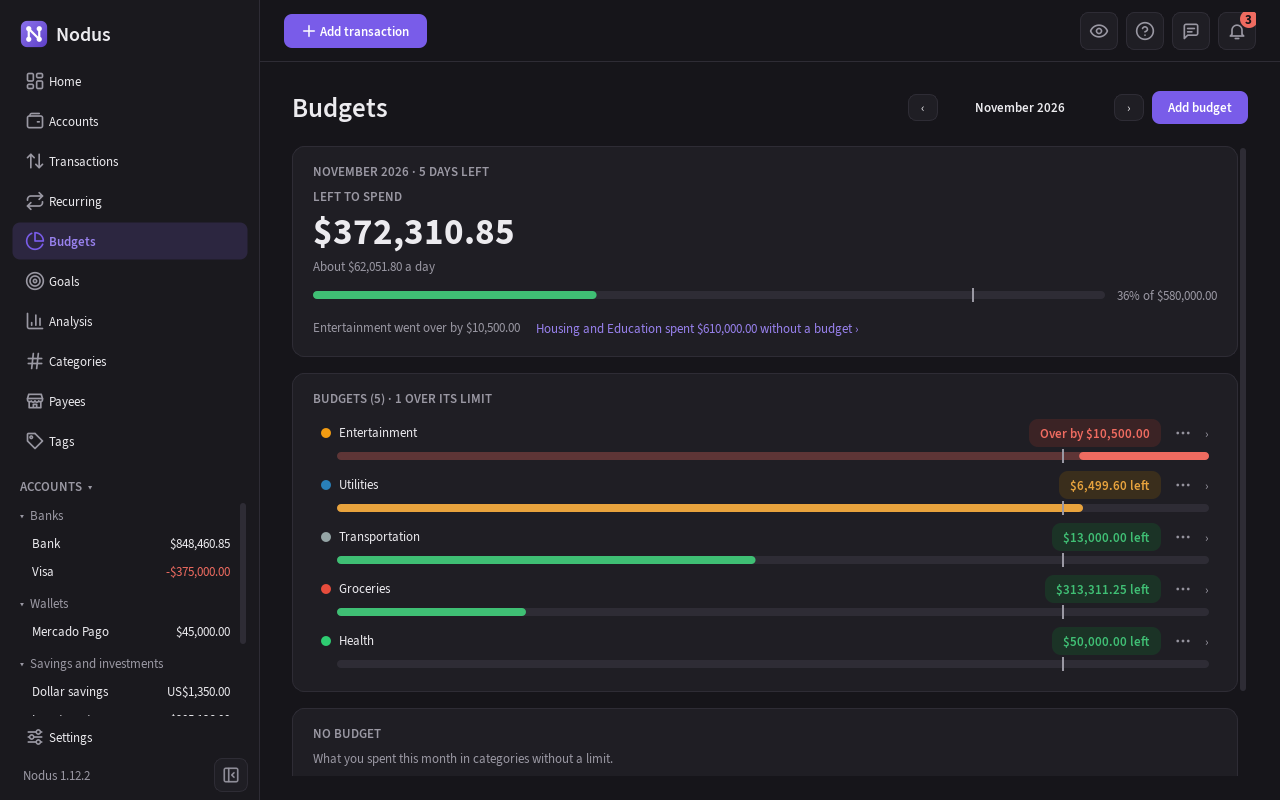 Nodus
Home
Accounts
Transactions
Recurring
Budgets
Goals
Analysis
Categories
Payees
Tags
ACCOUNTS
Banks
Bank $848,460.85
Visa -$375,000.00
Wallets
Mercado Pago $45,000.00
Savings and investments
Dollar savings US$1,350.00
Settings
Nodus 1.12.2
Add transaction
3
Budgets
‹ November 2026 ›
Add budget
NOVEMBER 2026 · 5 DAYS LEFT
LEFT TO SPEND
$372,310.85
About $62,051.80 a day
36% of $580,000.00
Entertainment went over by $10,500.00 Housing and Education spent $610,000.00 without a budget ›
BUDGETS (5) · 1 OVER ITS LIMIT
Entertainment Over by $10,500.00 ··· ›
Utilities $6,499.60 left ··· ›
Transportation $13,000.00 left ··· ›
Groceries $313,311.25 left ··· ›
Health $50,000.00 left ··· ›
NO BUDGET
What you spent this month in categories without a limit.